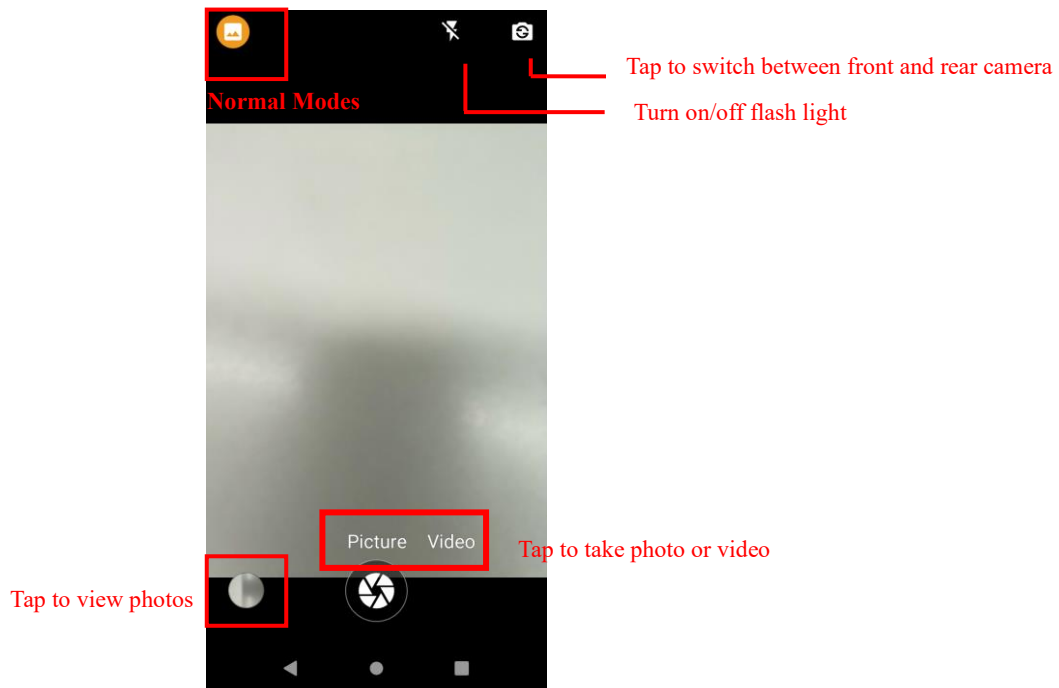 Tap to switch between front and rear camera
Normal Modes
Turn on/off flash light
Picture Video
Tap to take photo or video
Tap to view photos